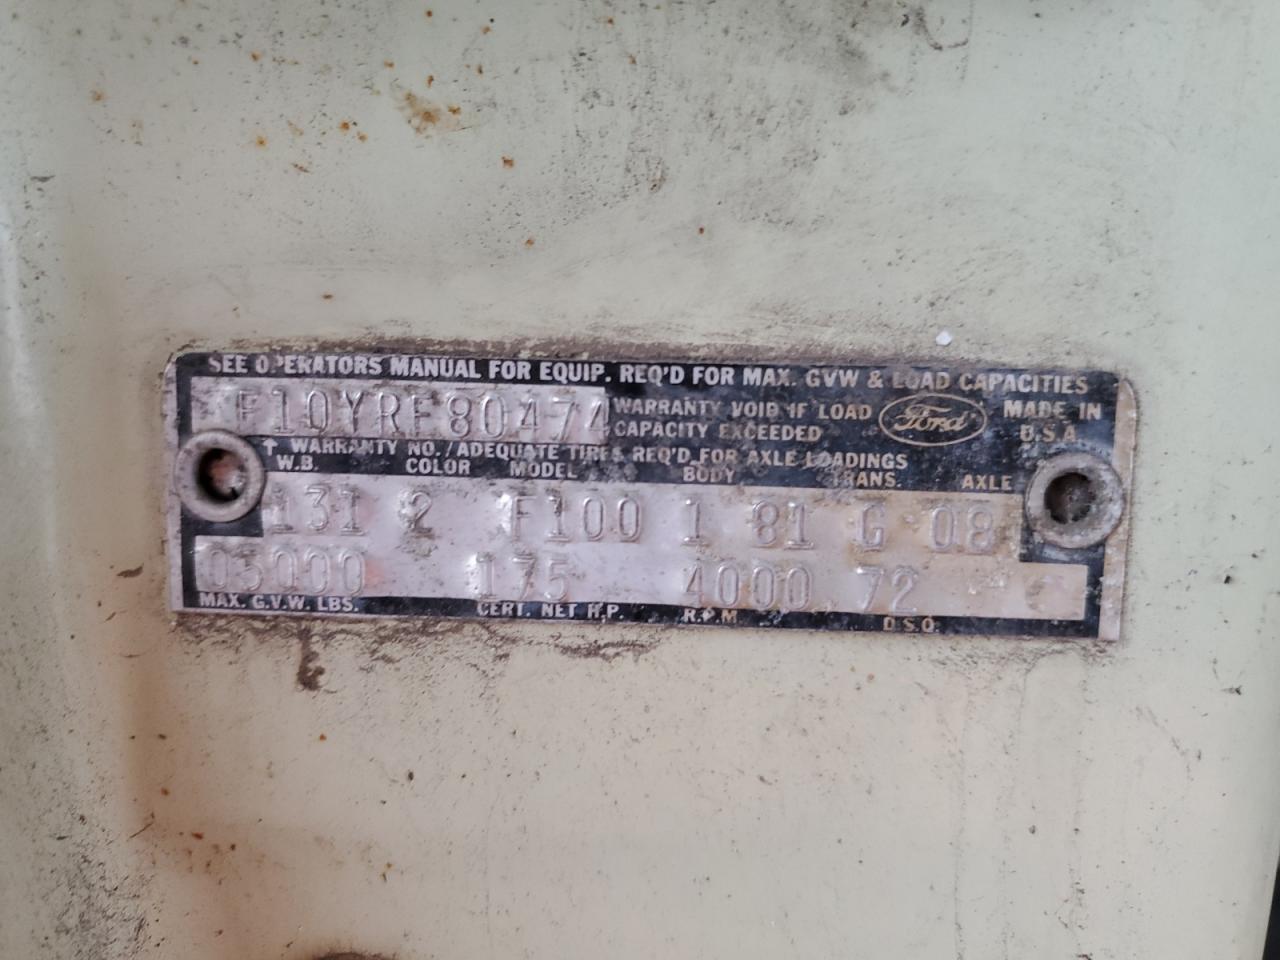 SEE OPERATORS MANUAL FOR EQUIP. REQ'D FOR MAX. GVW & LOAD CAPACITIES
F10YRF80474 WARRANTY VOID IF LOAD Ford MADE IN
CAPACITY EXCEEDED U.S.A.
↑ WARRANTY NO./ADEQUATE TIRES REQ'D FOR AXLE LOADINGS
W.B. COLOR MODEL BODY TRANS. AXLE
131 2 F100 1 81 G 08
05000 175 4000 72
MAX. G.V.W. LBS. CERT. NET H.P. R.P.M D.S.O.